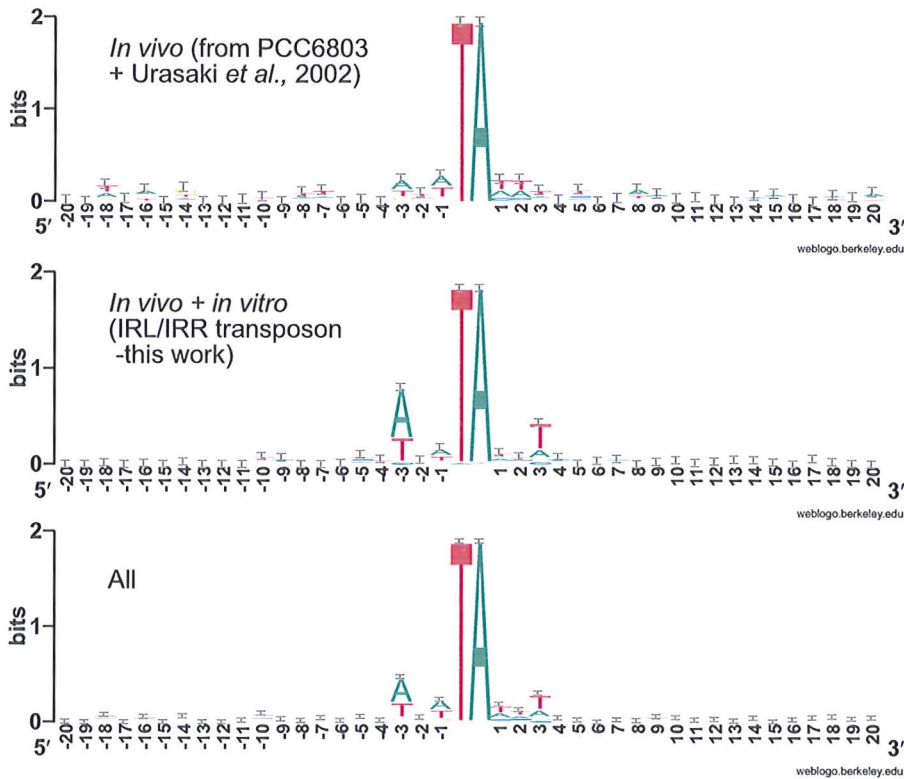 2
In vivo (from PCC6803
+ Urasaki et al., 2002)
bits
1
0
T A
5′ -20 -19 -18 -17 -16 -15 -14 -13 -12 -11 -10 -9 -8 -7 -6 -5 -4 -3 -2 -1 1 2 3 4 5 6 7 8 9 10 11 12 13 14 15 16 17 18 19 20 3′
weblogo.berkeley.edu
2
In vivo + in vitro
(IRL/IRR transposon
-this work)
bits
1
0
A T T A T A
5′ -20 -19 -18 -17 -16 -15 -14 -13 -12 -11 -10 -9 -8 -7 -6 -5 -4 -3 -2 -1 1 2 3 4 5 6 7 8 9 10 11 12 13 14 15 16 17 18 19 20 3′
weblogo.berkeley.edu
2
All
bits
1
0
A T A T A T A
5′ -20 -19 -18 -17 -16 -15 -14 -13 -12 -11 -10 -9 -8 -7 -6 -5 -4 -3 -2 -1 1 2 3 4 5 6 7 8 9 10 11 12 13 14 15 16 17 18 19 20 3′
weblogo.berkeley.edu